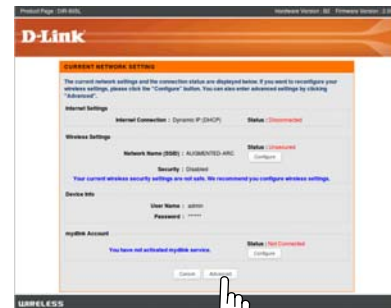 Product Page: DIR-605L Hardware Version: B2 Firmware Version: 2.0
D-Link
CURRENT NETWORK SETTING
The current network settings and the connection status are displayed below. If you want to reconfigure your
wireless settings, please click the "Configure" button. You can also enter advanced settings by clicking
"Advanced".
Internet Settings
Internet Connection : Dynamic IP (DHCP) Status : Disconnected
Wireless Settings
Network Name (SSID) : AUGMENTED-ARC Status : Unsecured
Configure
Security : Disabled
Your current wireless security settings are not safe. We recommend you configure wireless settings.
Device Info
User Name : admin
Password : ******
mydlink Account
You have not activated mydlink service. Status : Not Connected
Configure
Cancel Advanced
WIRELESS